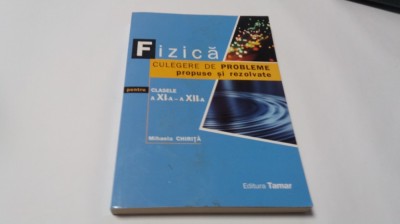 Fizică
CULEGERE DE PROBLEME
propuse și rezolvate
pentru
CLASELE
a XI-a - a XII-a
Mihaela CHIRIȚĂ
Editura Tamar